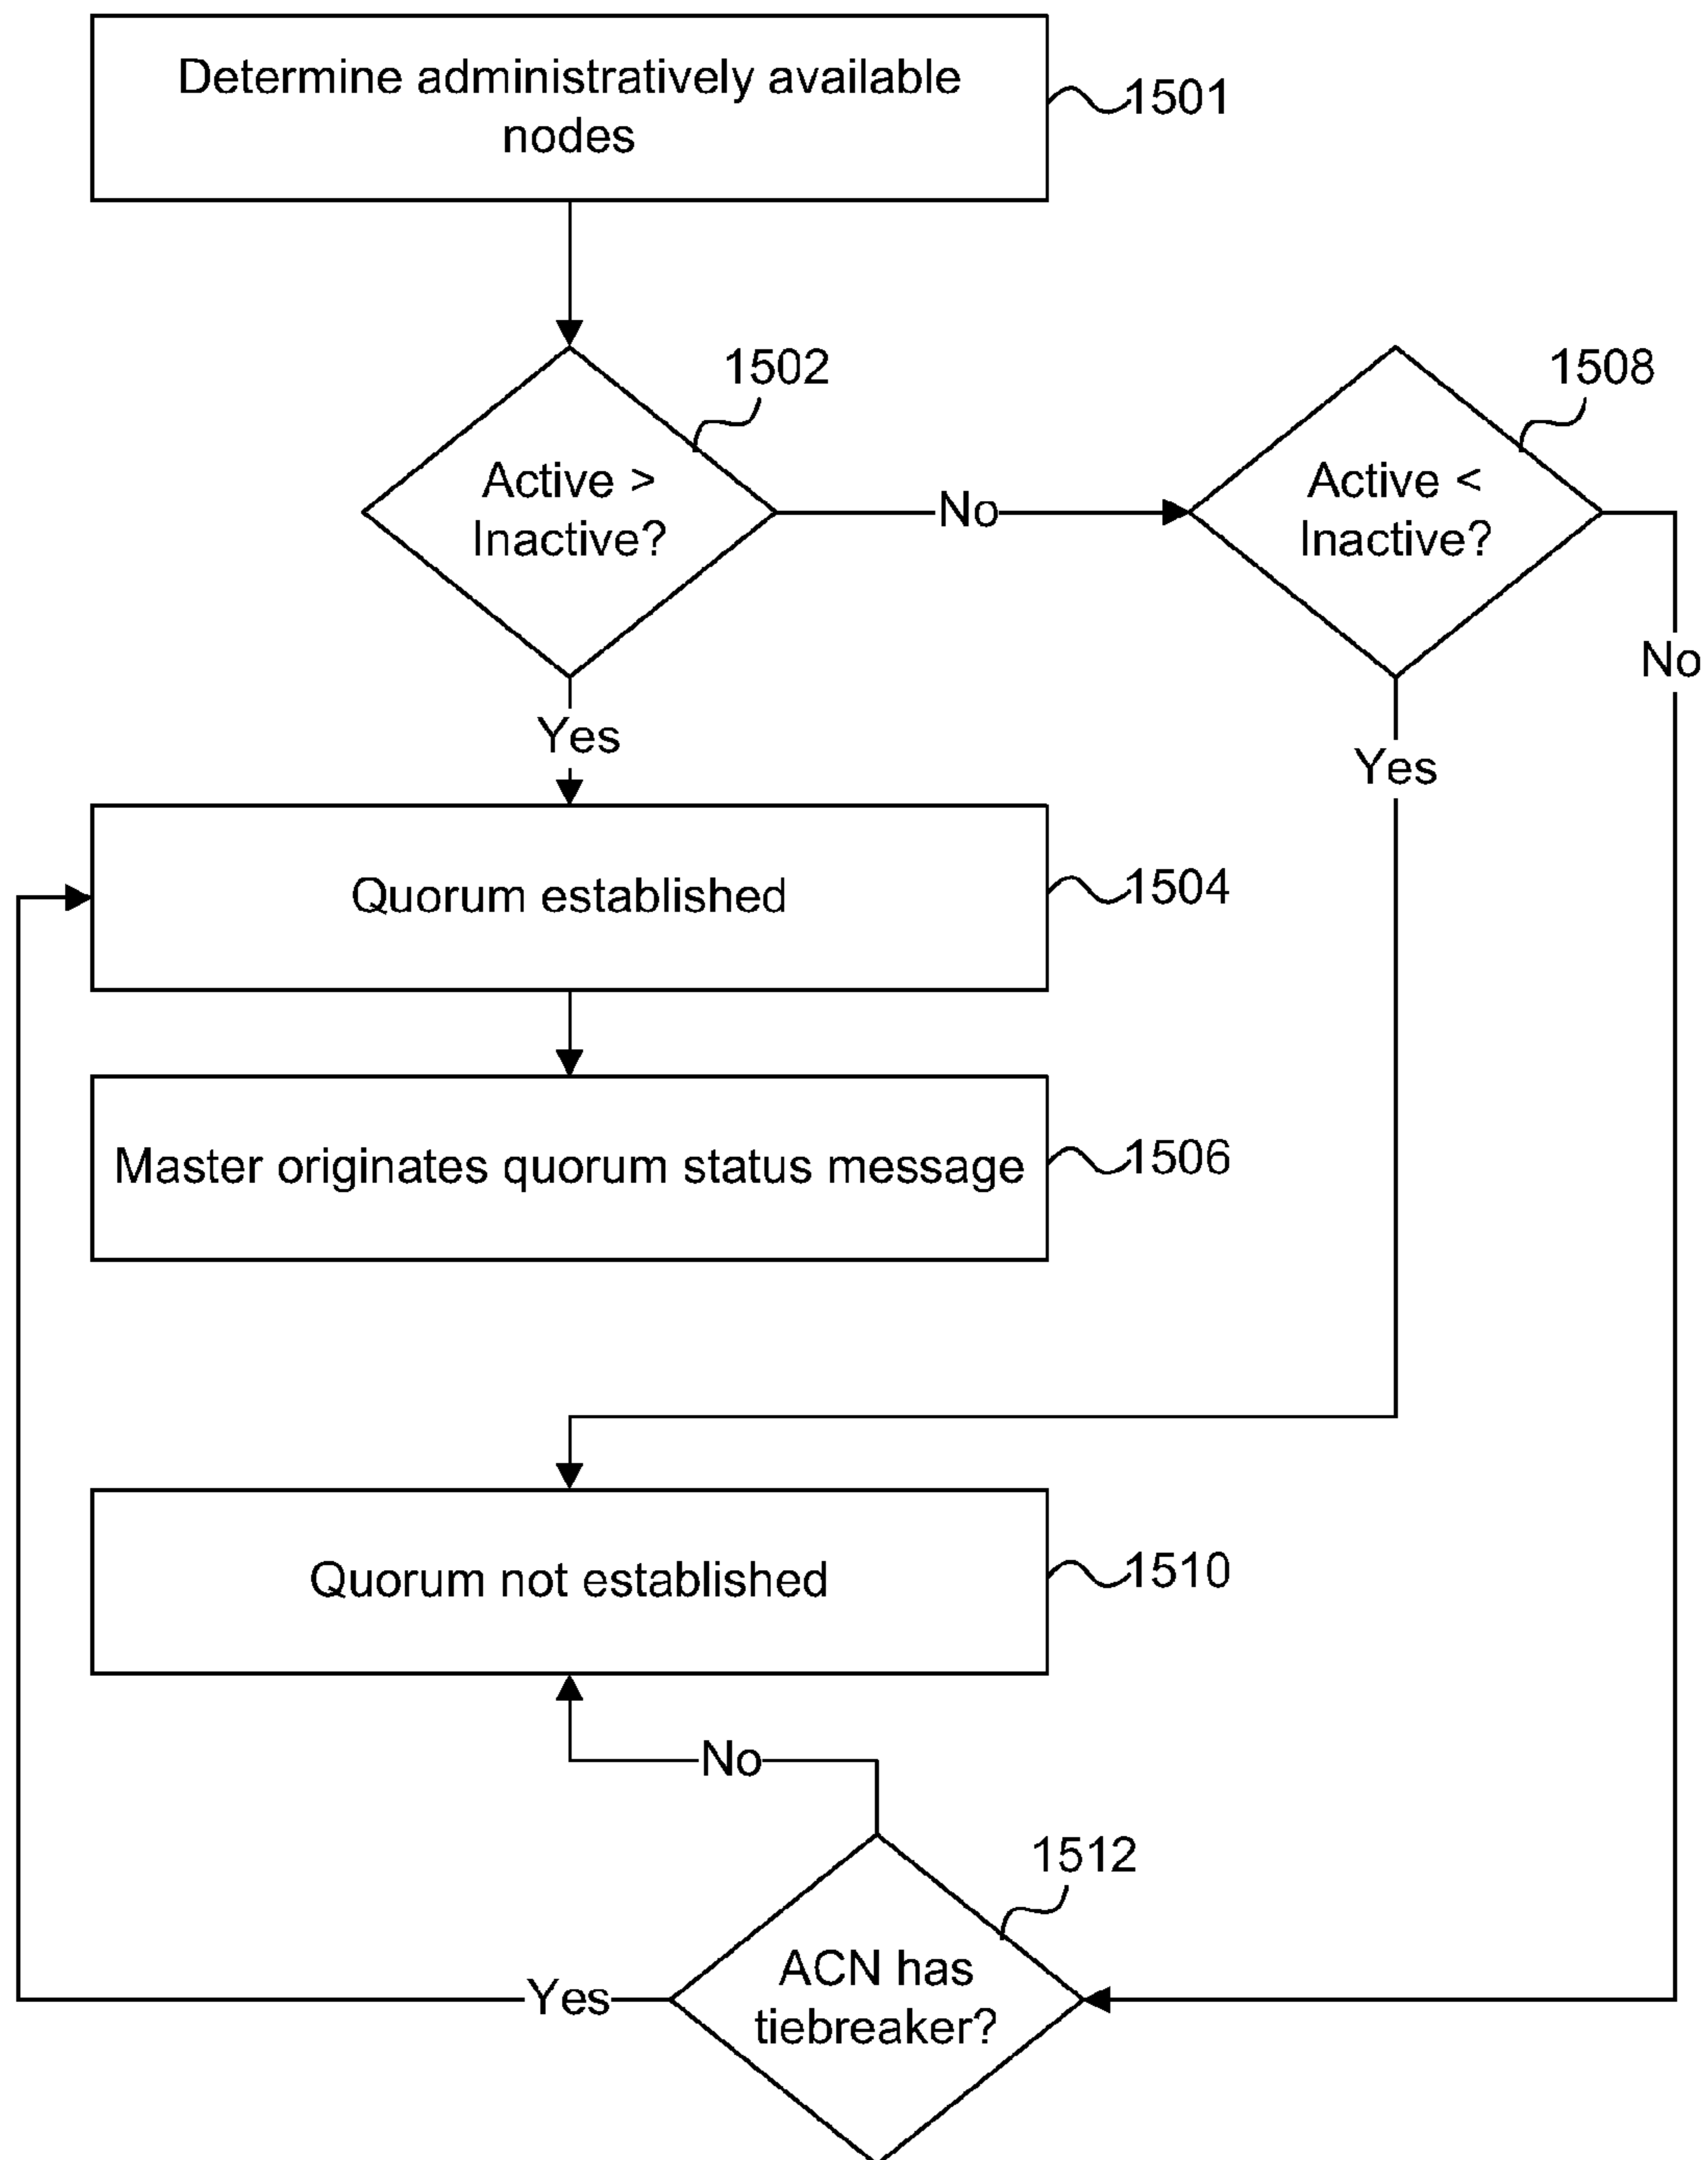 Determine administratively available
nodes
1501
1502
Active >
Inactive?
No
1508
Active <
Inactive?
No
Yes
Yes
Quorum established
1504
Master originates quorum status message
1506
Quorum not established
1510
No
1512
ACN has
tiebreaker?
Yes